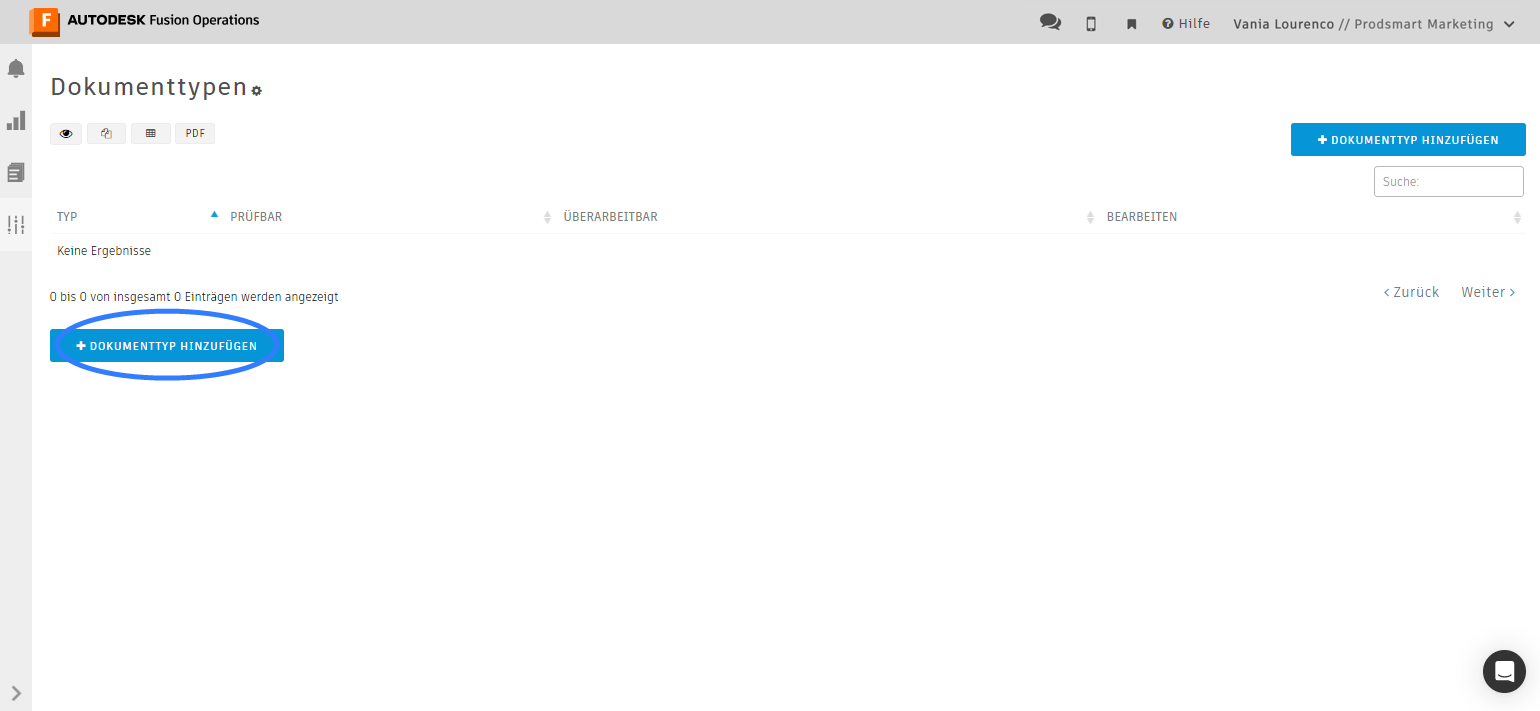 F AUTODESK Fusion Operations
Hilfe Vania Lourenco // Prodsmart Marketing
Dokumenttypen
PDF
DOKUMENTTYP HINZUFÜGEN
Suche:
TYP PRÜFBAR ÜBERARBEITBAR BEARBEITEN
Keine Ergebnisse
0 bis 0 von insgesamt 0 Einträgen werden angezeigt
Zurück Weiter
DOKUMENTTYP HINZUFÜGEN